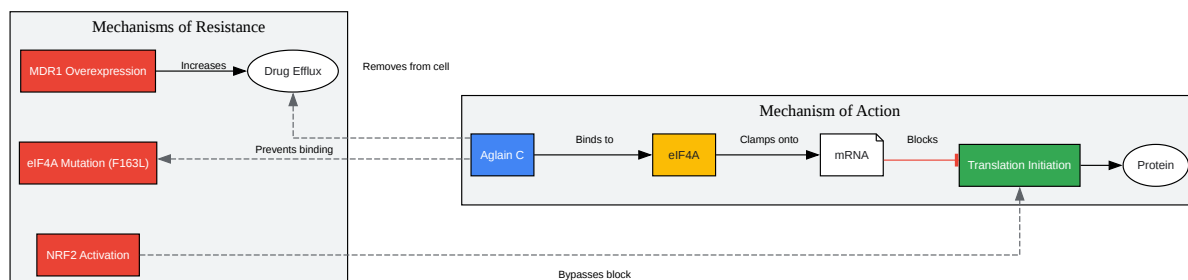 Mechanisms of Resistance
MDR1 Overexpression
Increases
Drug Efflux
Removes from cell
Mechanism of Action
Aglain C
Binds to
eIF4A
Clamps onto
mRNA
Blocks
Translation Initiation
Protein
Prevents binding
eIF4A Mutation (F163L)
NRF2 Activation
Bypasses block